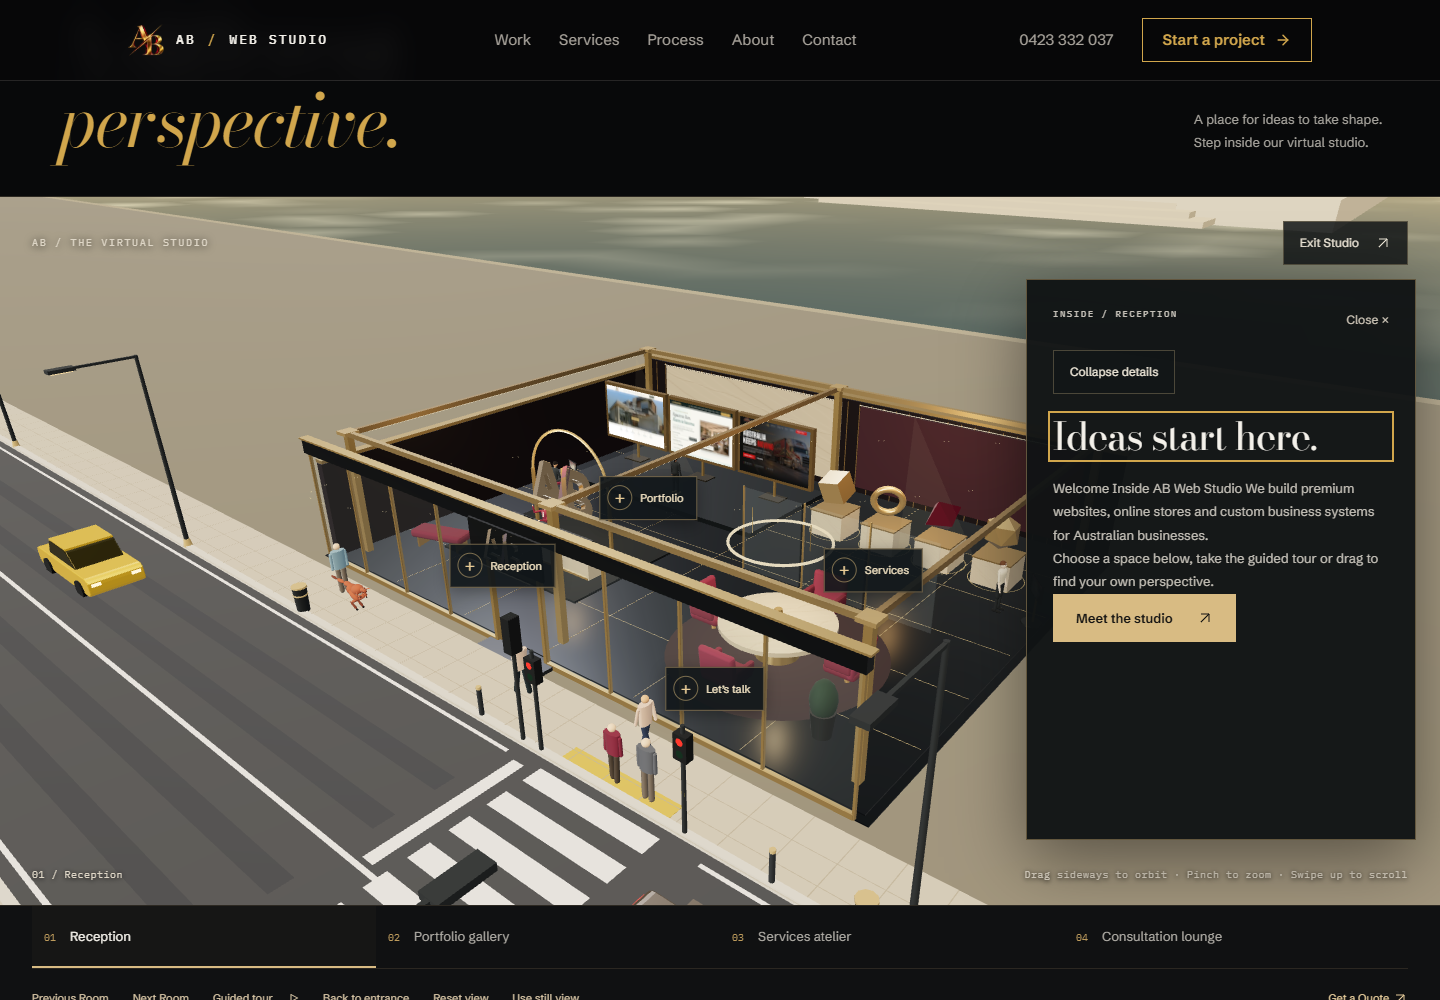 AB / WEB STUDIO
Work
Services
Process
About
Contact
0423 332 037
Start a project
perspective.
A place for ideas to take shape.
Step inside our virtual studio.
AB / THE VIRTUAL STUDIO
Exit Studio
INSIDE / RECEPTION
Close ×
Collapse details
Ideas start here.
Welcome Inside AB Web Studio We build premium
websites, online stores and custom business systems
for Australian businesses.
Choose a space below, take the guided tour or drag to
find your own perspective.
Meet the studio
Portfolio
Reception
Services
Let's talk
01 / Reception
Drag sideways to orbit · Pinch to zoom · Swipe up to scroll
01 Reception
02 Portfolio gallery
03 Services atelier
04 Consultation lounge
Previous Room
Next Room
Guided tour
Back to entrance
Reset view
Use still view
Get a Quote